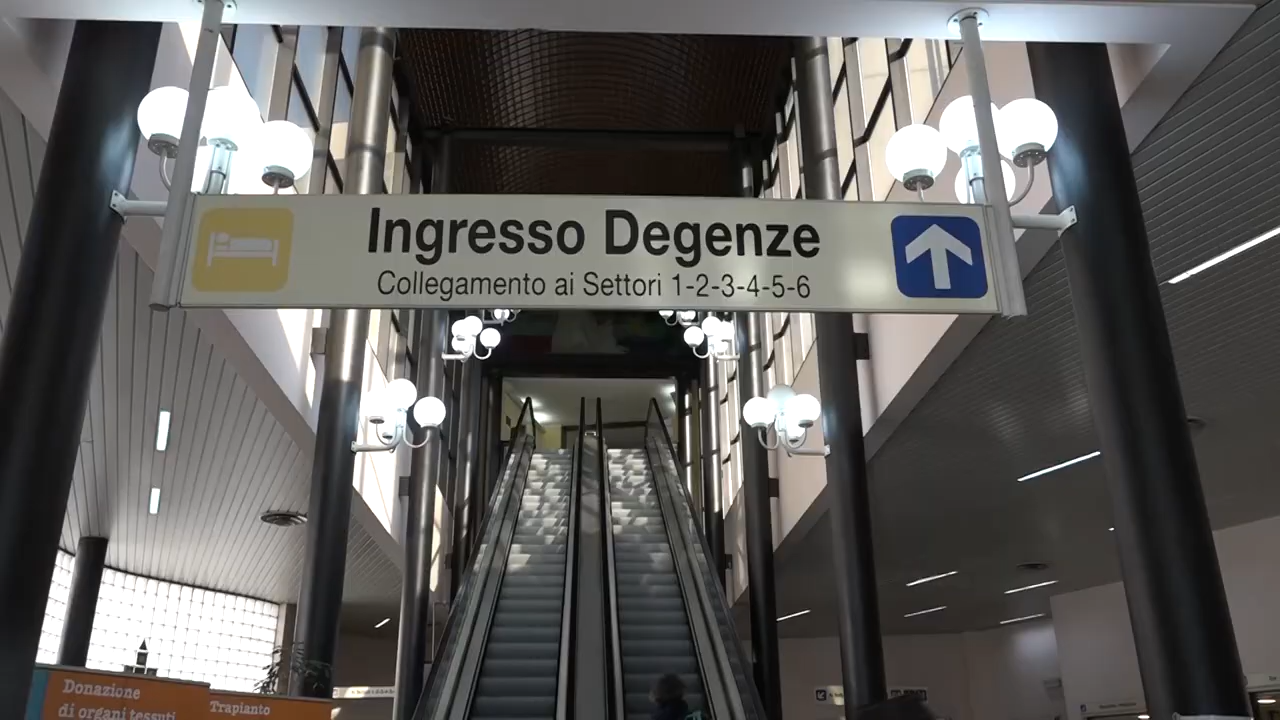 Ingresso Degenze
Collegamento ai Settori 1-2-3-4-5-6
Donazione
di organi tessuti
Trapianto